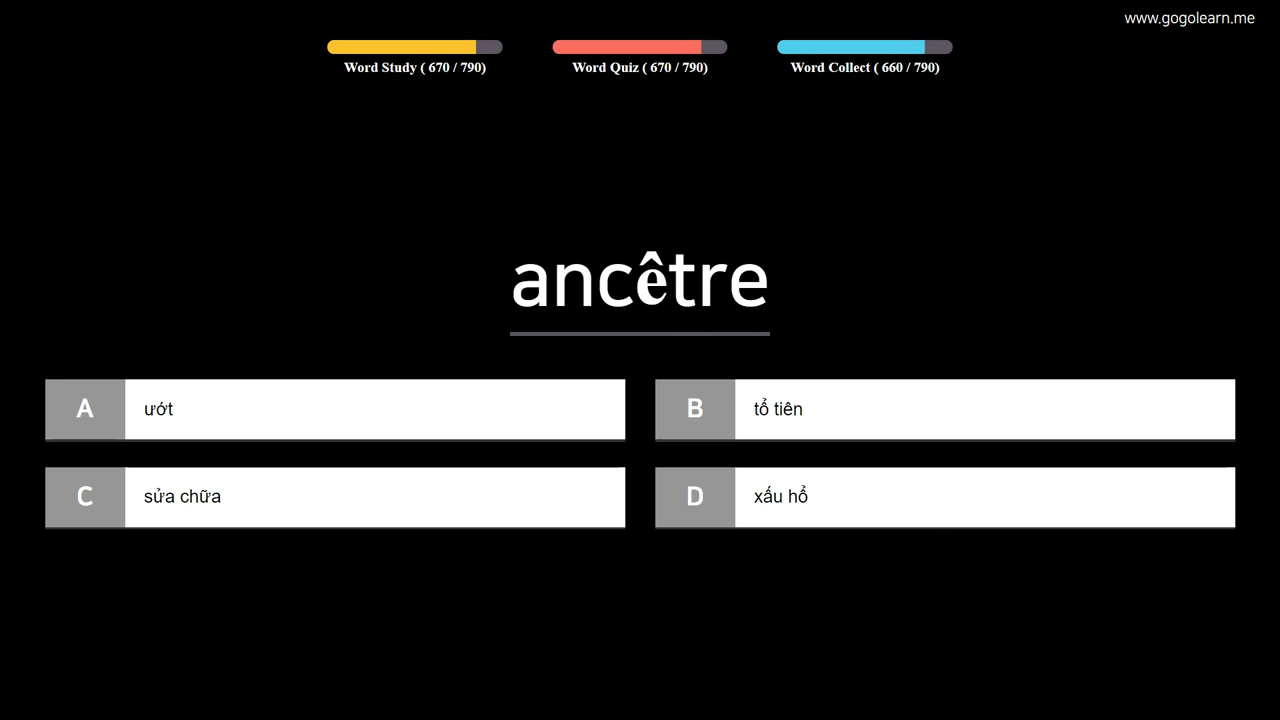 www.gogolearn.me
Word Study ( 670 / 790)
Word Quiz ( 670 / 790)
Word Collect ( 660 / 790)
ancêtre
A ướt
B tổ tiên
C sửa chữa
D xấu hổ